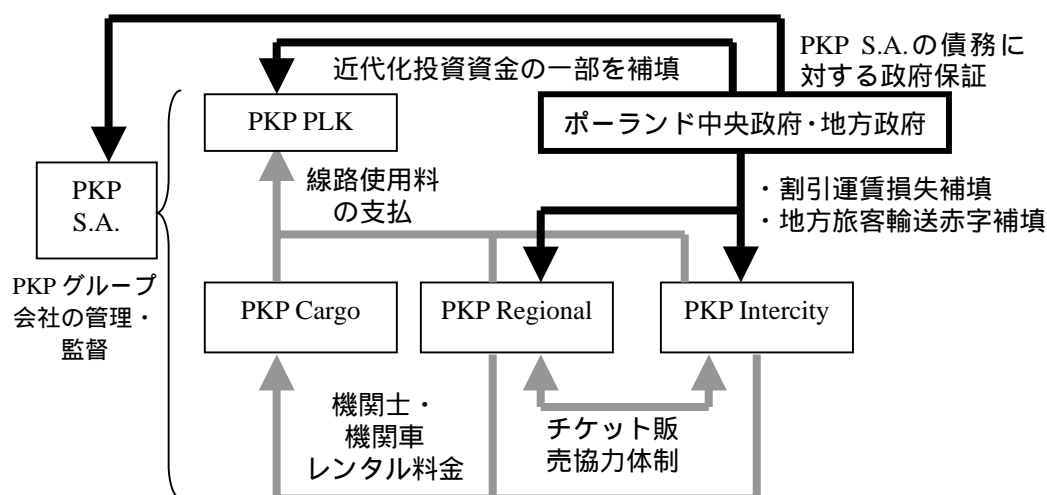 PKP S.A.の債務に
対する政府保証
近代化投資資金の一部を補填
PKP PLK
ポーランド中央政府・地方政府
線路使用料
の支払
・割引運賃損失補填
・地方旅客輸送赤字補填
PKP
S.A.
PKPグループ
会社の管理・
監督
PKP Cargo
PKP Regional
PKP Intercity
機関士・
機関車
レンタル料金
チケット販
売協力体制